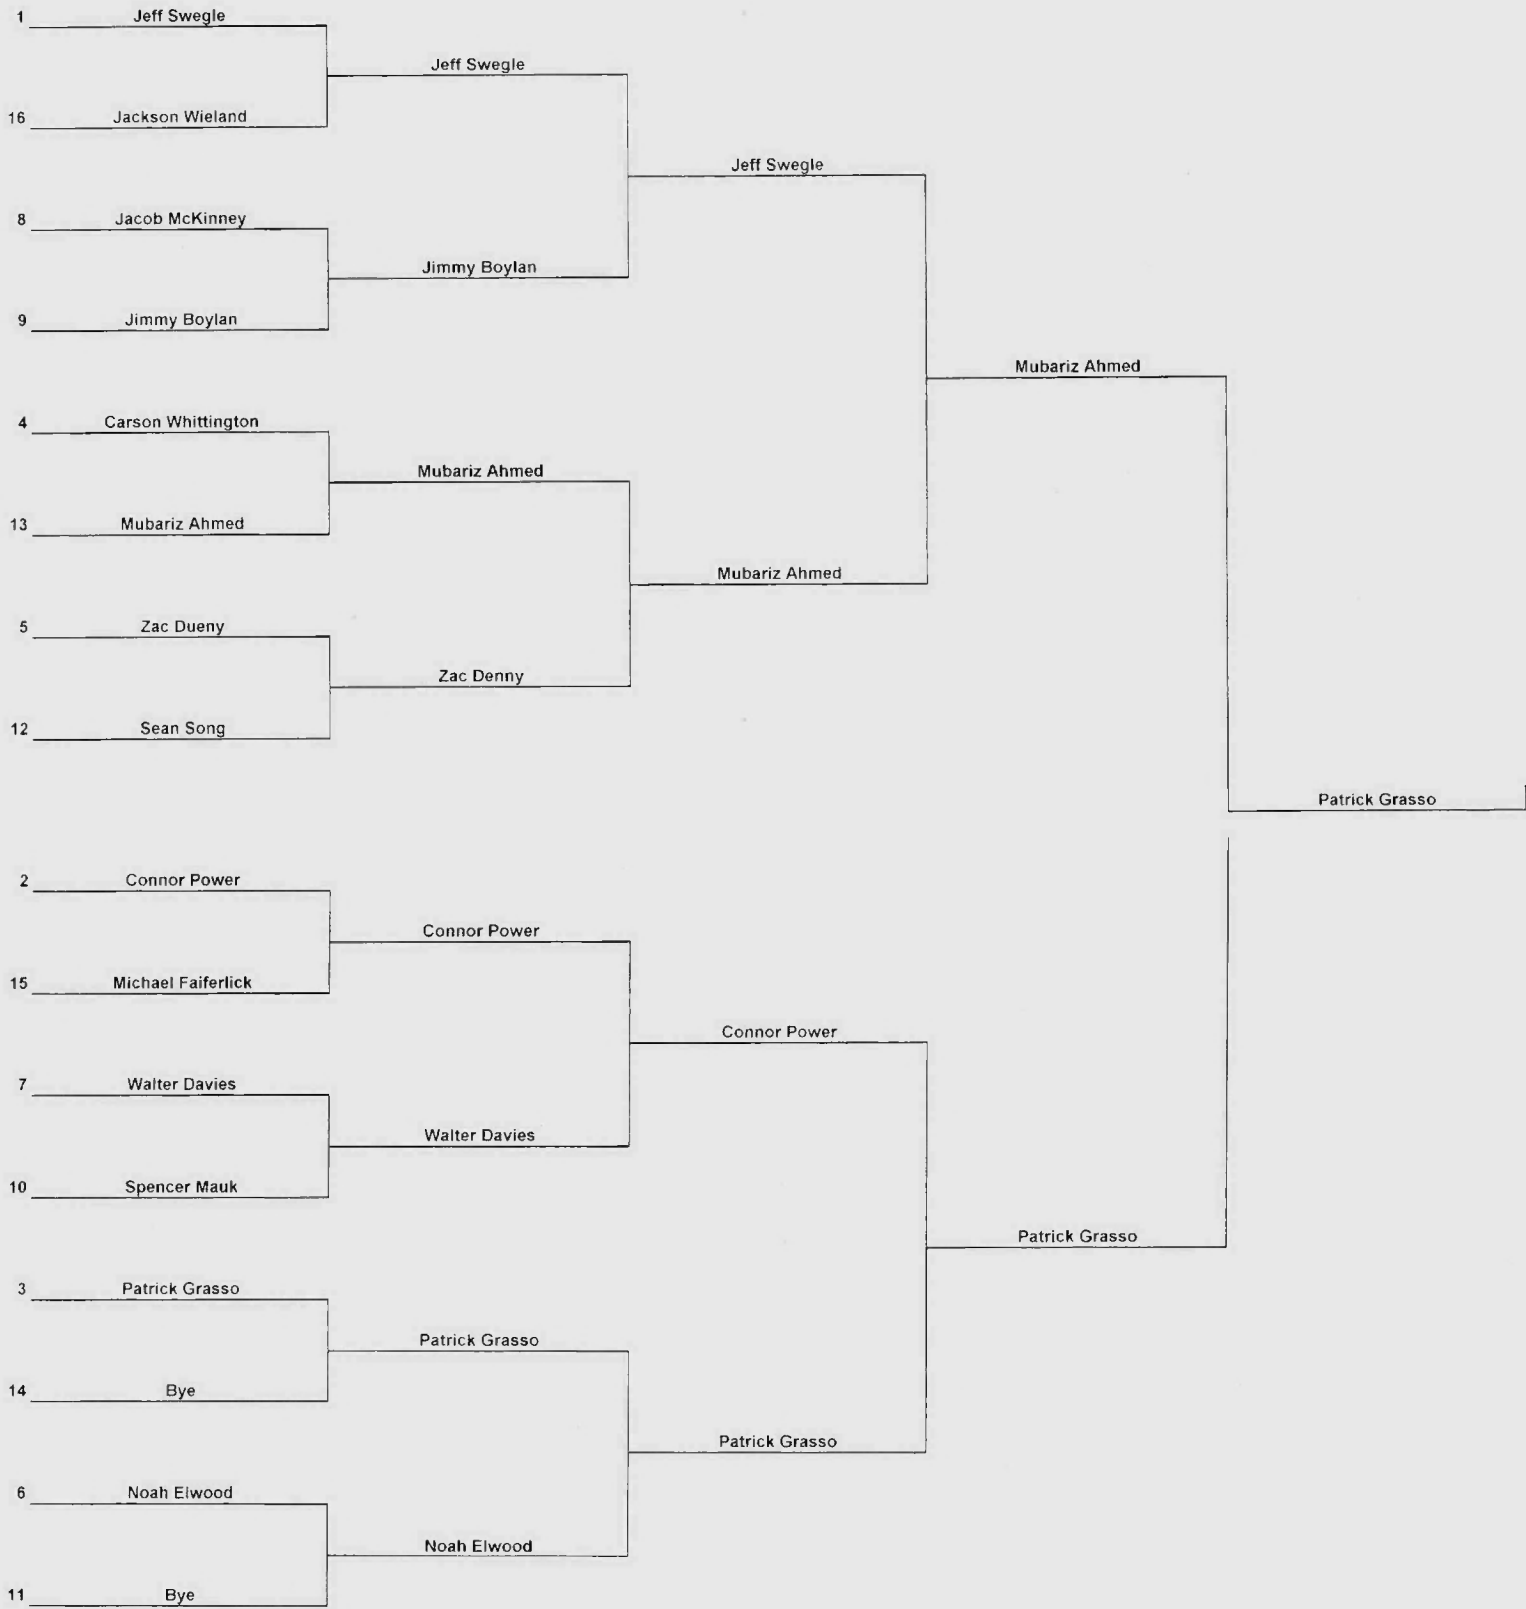 1 Jeff Swegle
Jeff Swegle
16 Jackson Wieland
Jeff Swegle
8 Jacob McKinney
Jimmy Boylan
9 Jimmy Boylan
Mubariz Ahmed
4 Carson Whittington
Mubariz Ahmed
13 Mubariz Ahmed
Mubariz Ahmed
5 Zac Dueny
Zac Denny
12 Sean Song
Patrick Grasso
2 Connor Power
Connor Power
15 Michael Faiferlick
Connor Power
7 Walter Davies
Walter Davies
10 Spencer Mauk
Patrick Grasso
3 Patrick Grasso
Patrick Grasso
14 Bye
Patrick Grasso
6 Noah Elwood
Noah Elwood
11 Bye